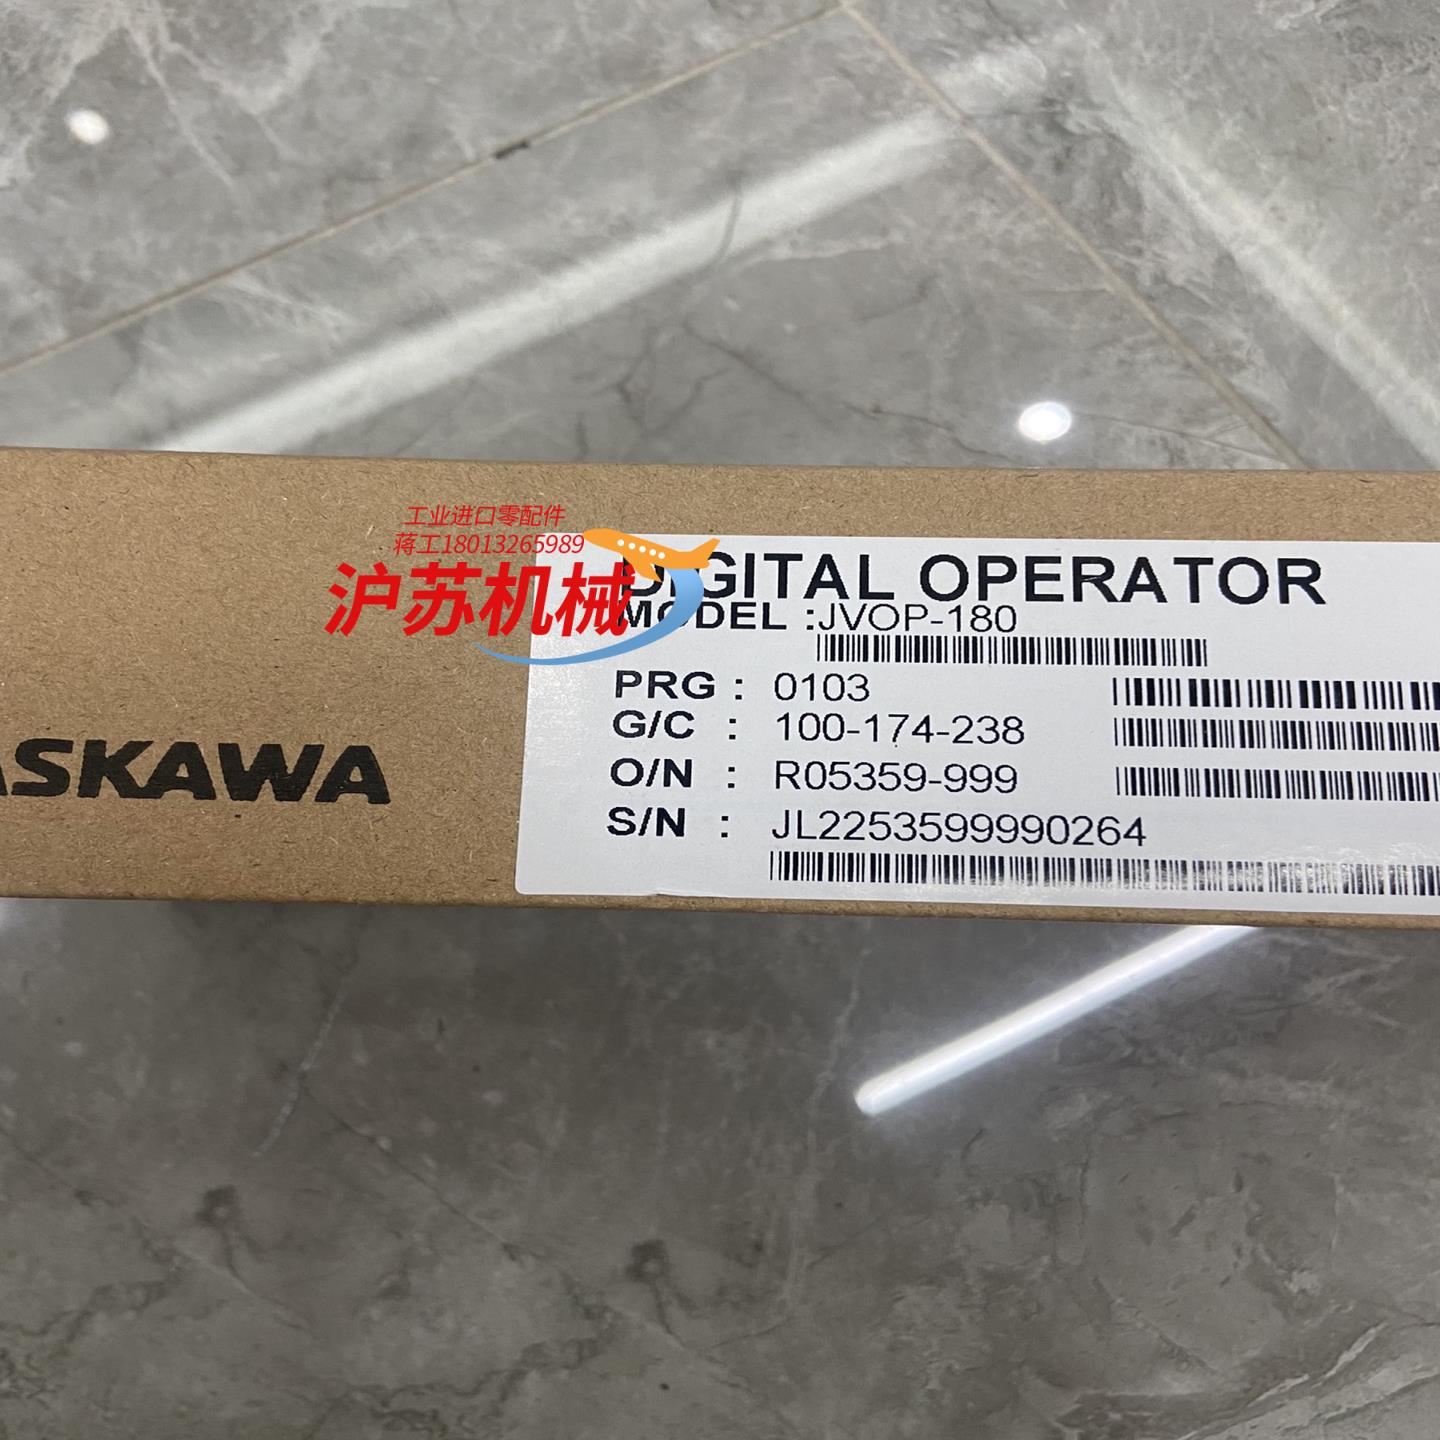 工业进口零配件
蒋工18013265989
沪苏机械
DIGITAL OPERATOR
MODEL :JVOP-180
PRG : 0103
G/C : 100-174-238
O/N : R05359-999
S/N : JL2253599990264
ASKAWA